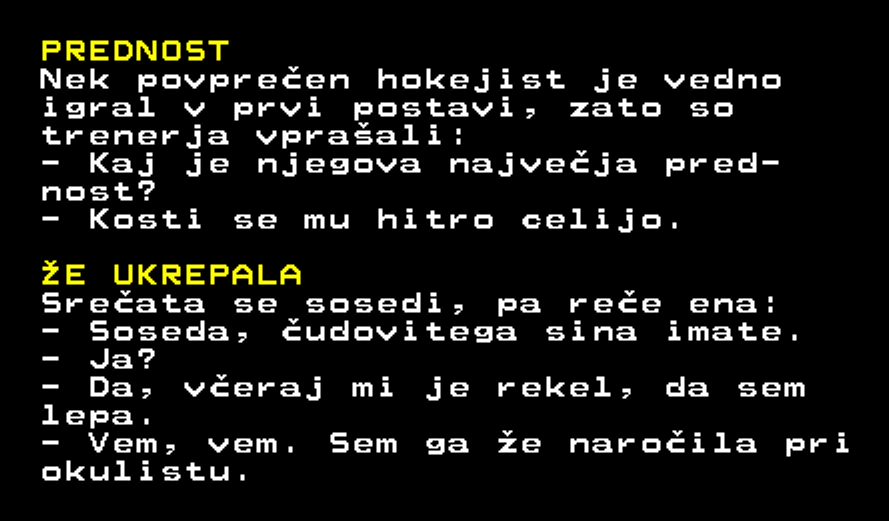 PREDNOST
Nek povprečen hokejist je vedno
igral v prvi postavi, zato so
trenerja vprašali:
- Kaj je njegova največja pred-
nost?
- Kosti se mu hitro celijo.
ŽE UKREPALA
Srečata se sosedi, pa reče ena:
- Soseda, čudovitega sina imate.
- Ja?
- Da, včeraj mi je rekel, da sem
lepa.
- Vem, vem. Sem ga že naročila pri
okulistu.